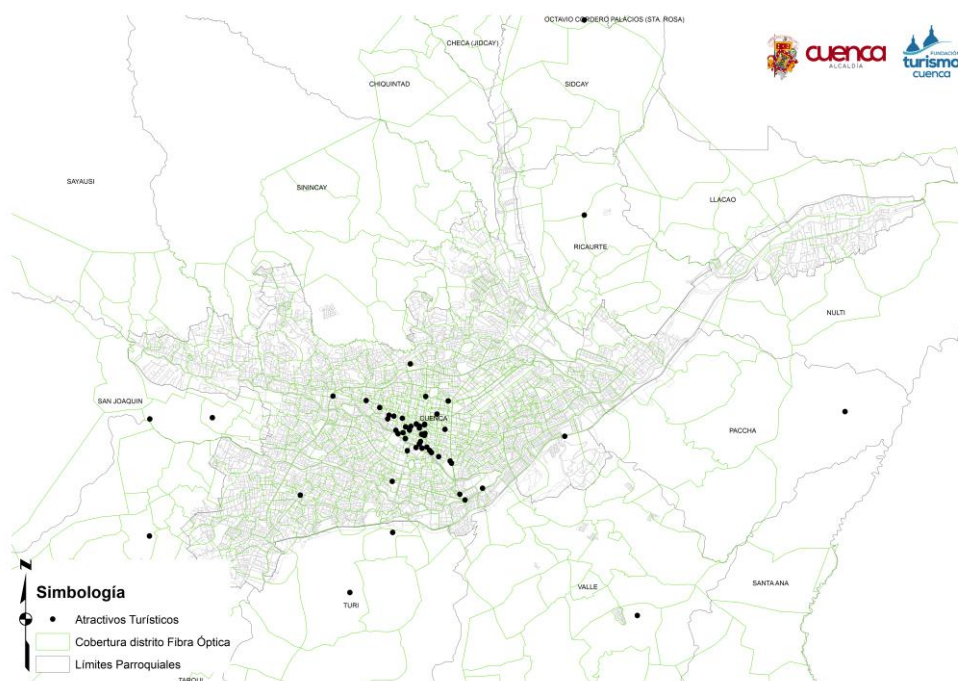 OCTAVIO CORDERO PALACIOS (STA. ROSA)
CHECA (JIDCAY)
cuenca
ALCALDÍA
FUNDACIÓN
turismo
cuenca
CHIQUINTAD
SIDCAY
SAYAUSI
SININCAY
LLACAO
RICAURTE
NULTI
SAN JOAQUIN
CUENCA
PACCHA
SANTA ANA
VALLE
TURI
N
Simbología
Atractivos Turísticos
Cobertura distrito Fibra Óptica
Límites Parroquiales
TARQUI